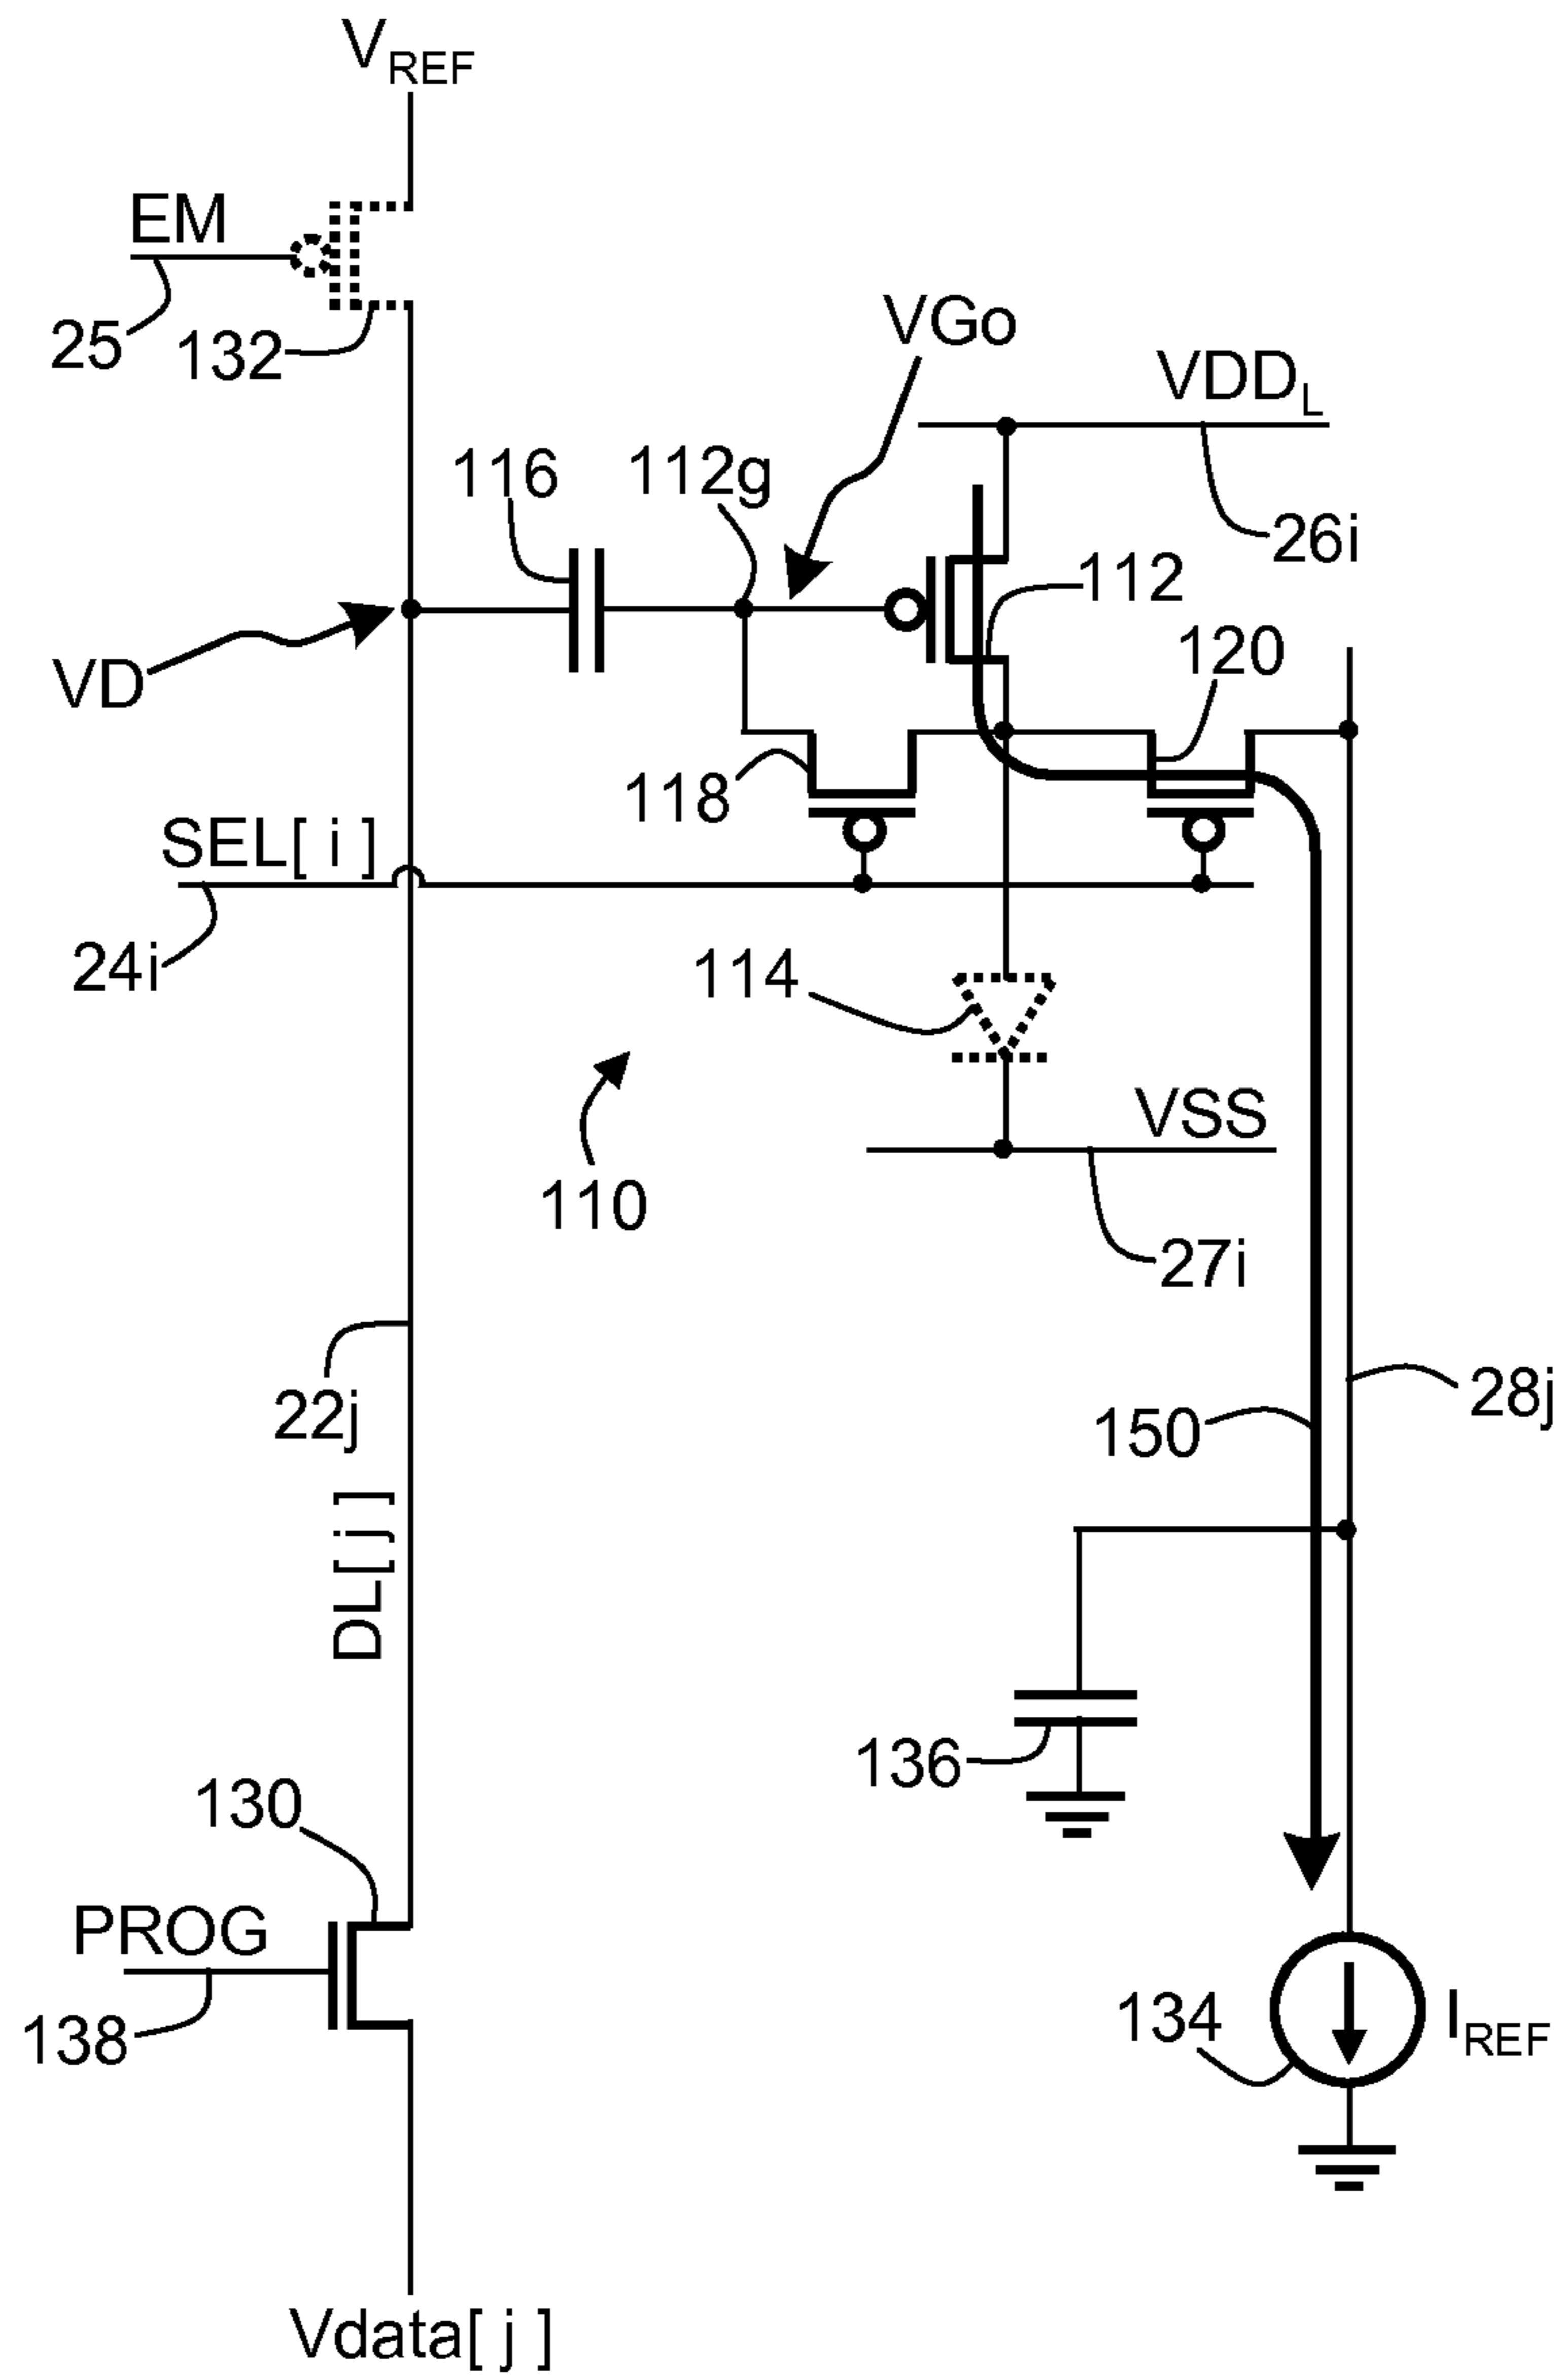 VREF
EM
25
132
VGo
VDDL
116
112g
26i
112
VD
120
118
SEL[ i ]
24i
114
VSS
110
27i
22j
28j
150
DL[ j ]
136
130
PROG
138
134
IREF
Vdata[ j ]